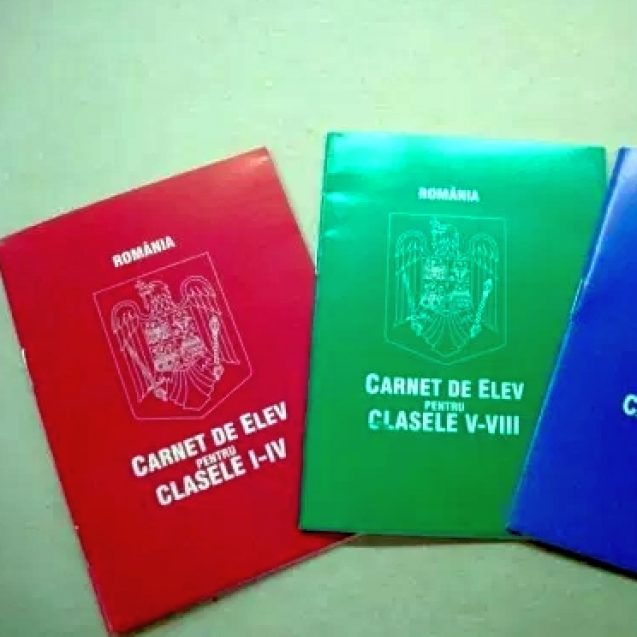 ROMÂNIA
CARNET DE ELEV
PENTRU
CLASELE I-IV
ROMÂNIA
CARNET DE ELEV
PENTRU
CLASELE V-VIII
C